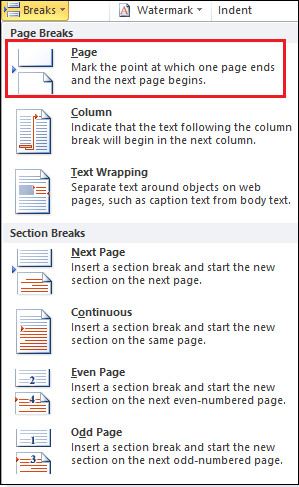 Breaks Watermark Indent
Page Breaks
Page
Mark the point at which one page ends
and the next page begins.
Column
Indicate that the text following the column
break will begin in the next column.
Text Wrapping
Separate text around objects on web
pages, such as caption text from body text.
Section Breaks
Next Page
Insert a section break and start the new
section on the next page.
Continuous
Insert a section break and start the new
section on the same page.
2
4
Even Page
Insert a section break and start the new
section on the next even-numbered page.
1
3
Odd Page
Insert a section break and start the new
section on the next odd-numbered page.